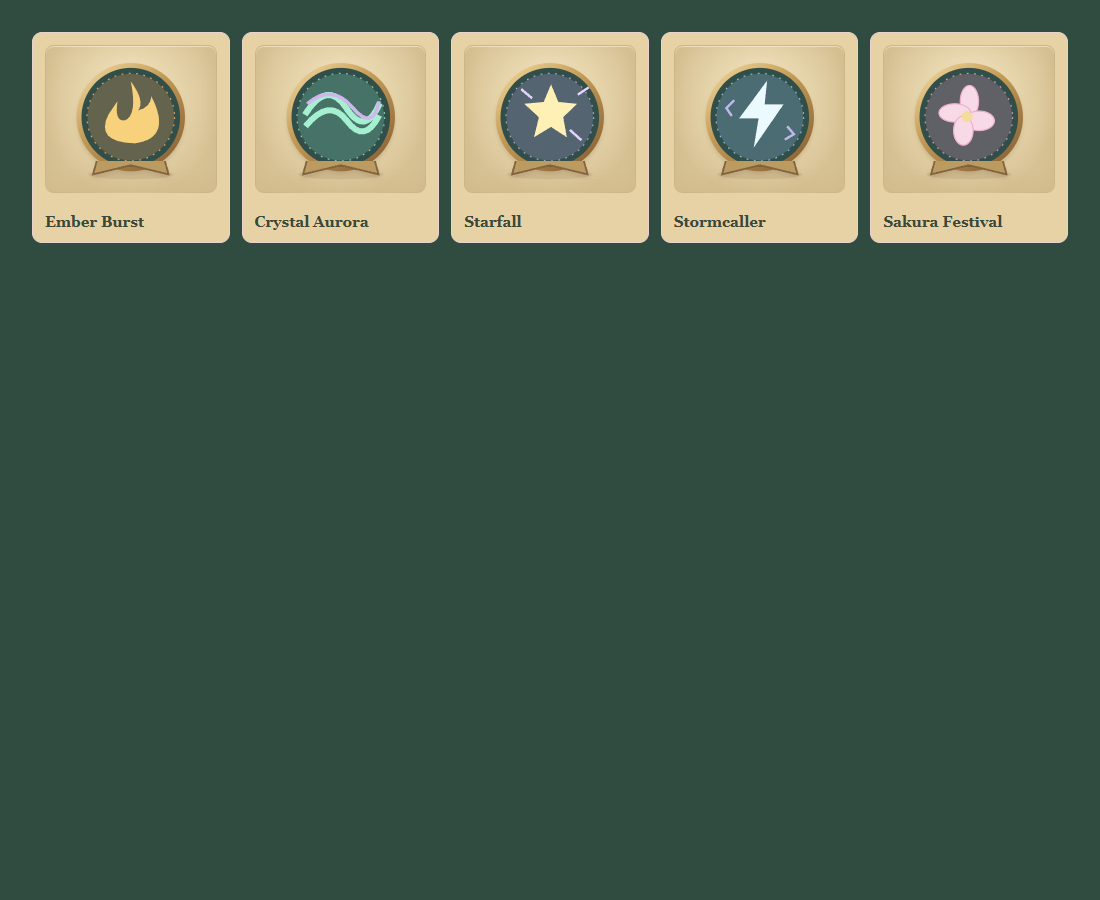 Ember Burst
Crystal Aurora
Starfall
Stormcaller
Sakura Festival